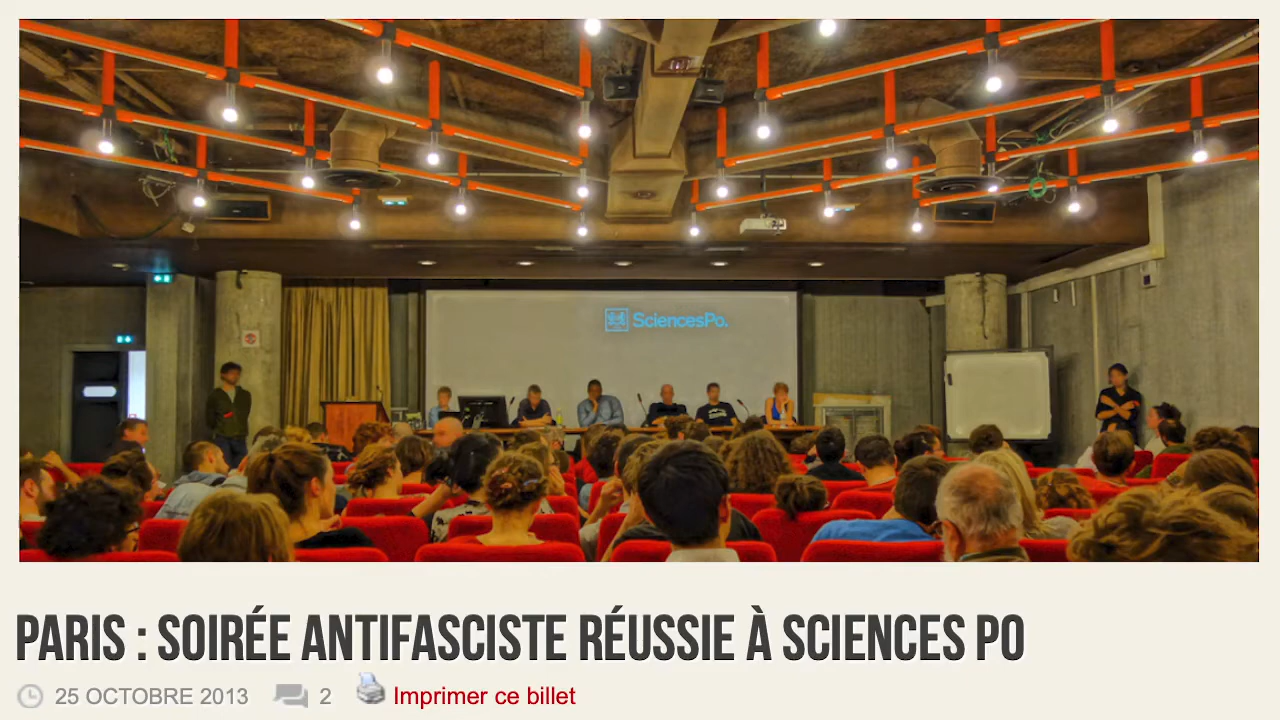 SciencesPo.
PARIS : SOIRÉE ANTIFASCISTE RÉUSSIE À SCIENCES PO
25 OCTOBRE 2013 2 Imprimer ce billet